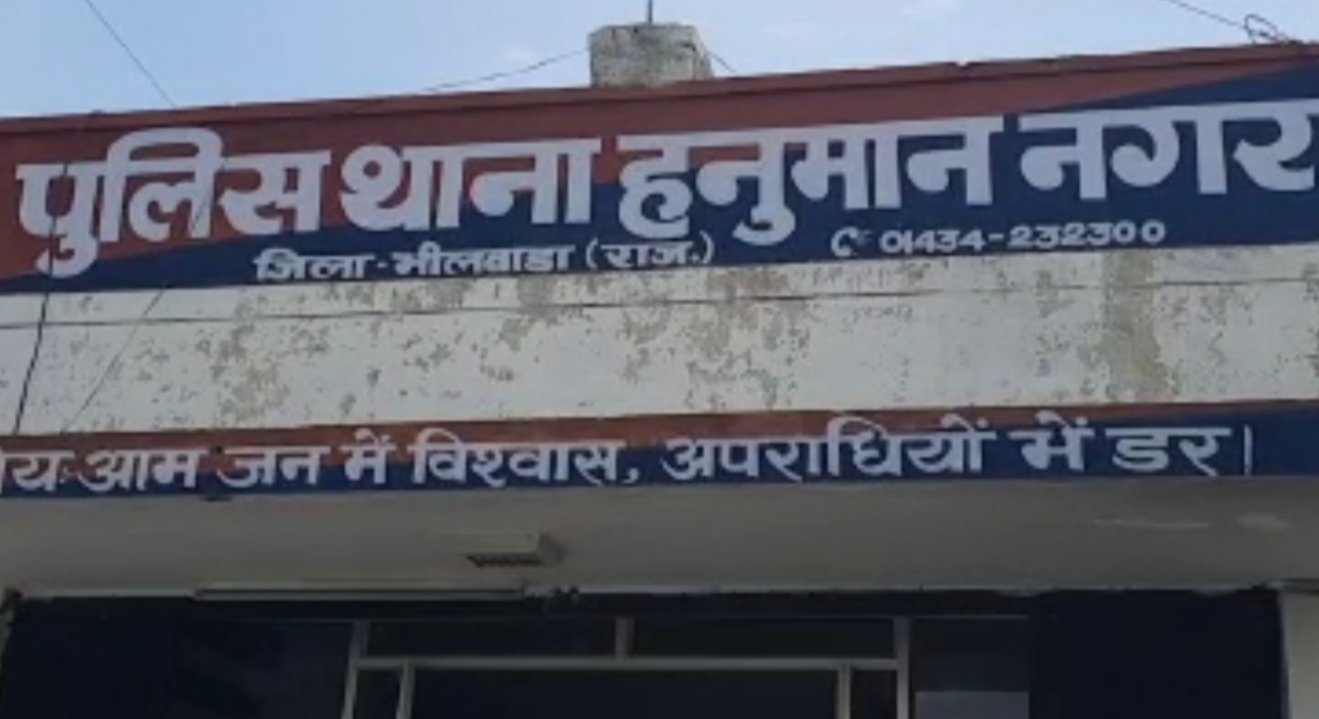 पुलिस थाना हनुमान नगर
जिला-भीलवाडा (राज.) 01434-232300
आम जन में विश्वास, अपराधियों में डर।